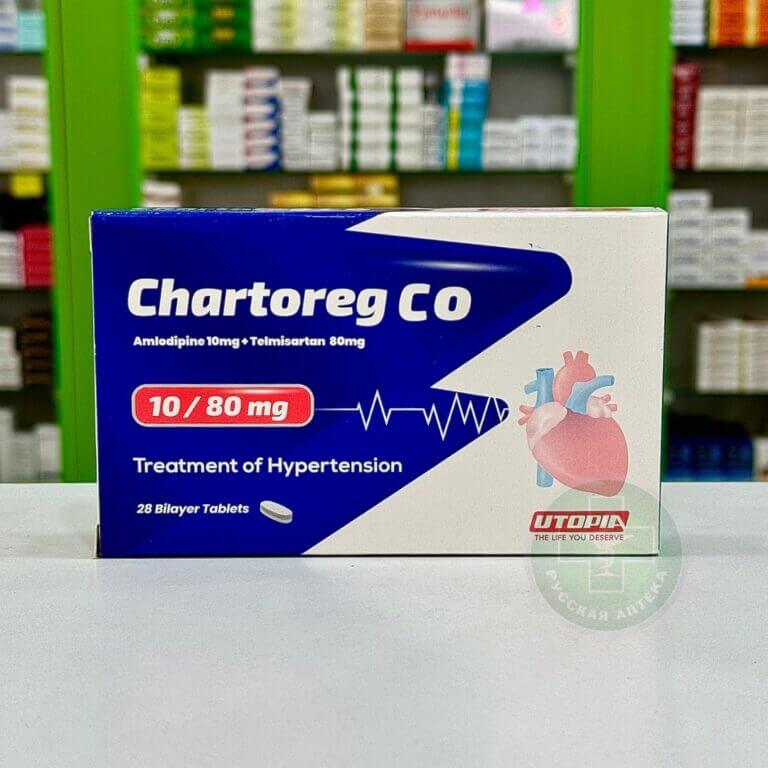 Chartoreg CO
Amlodipine 10mg + Telmisartan 80mg
10 / 80 mg
Treatment of Hypertension
28 Bilayer Tablets
UTOPIA
THE LIFE YOU DESERVE
РУССКАЯ АПТЕКА